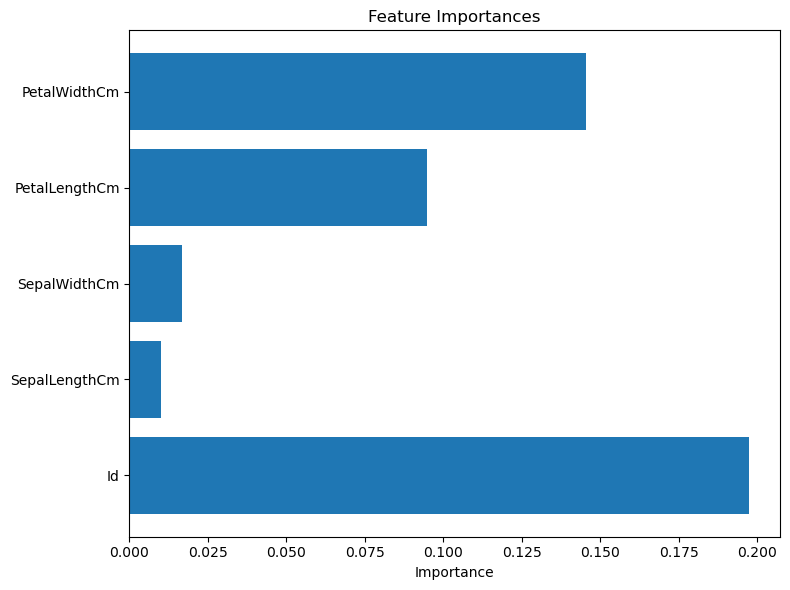 Feature Importances
PetalWidthCm
PetalLengthCm
SepalWidthCm
SepalLengthCm
Id
0.000 0.025 0.050 0.075 0.100 0.125 0.150 0.175 0.200
Importance